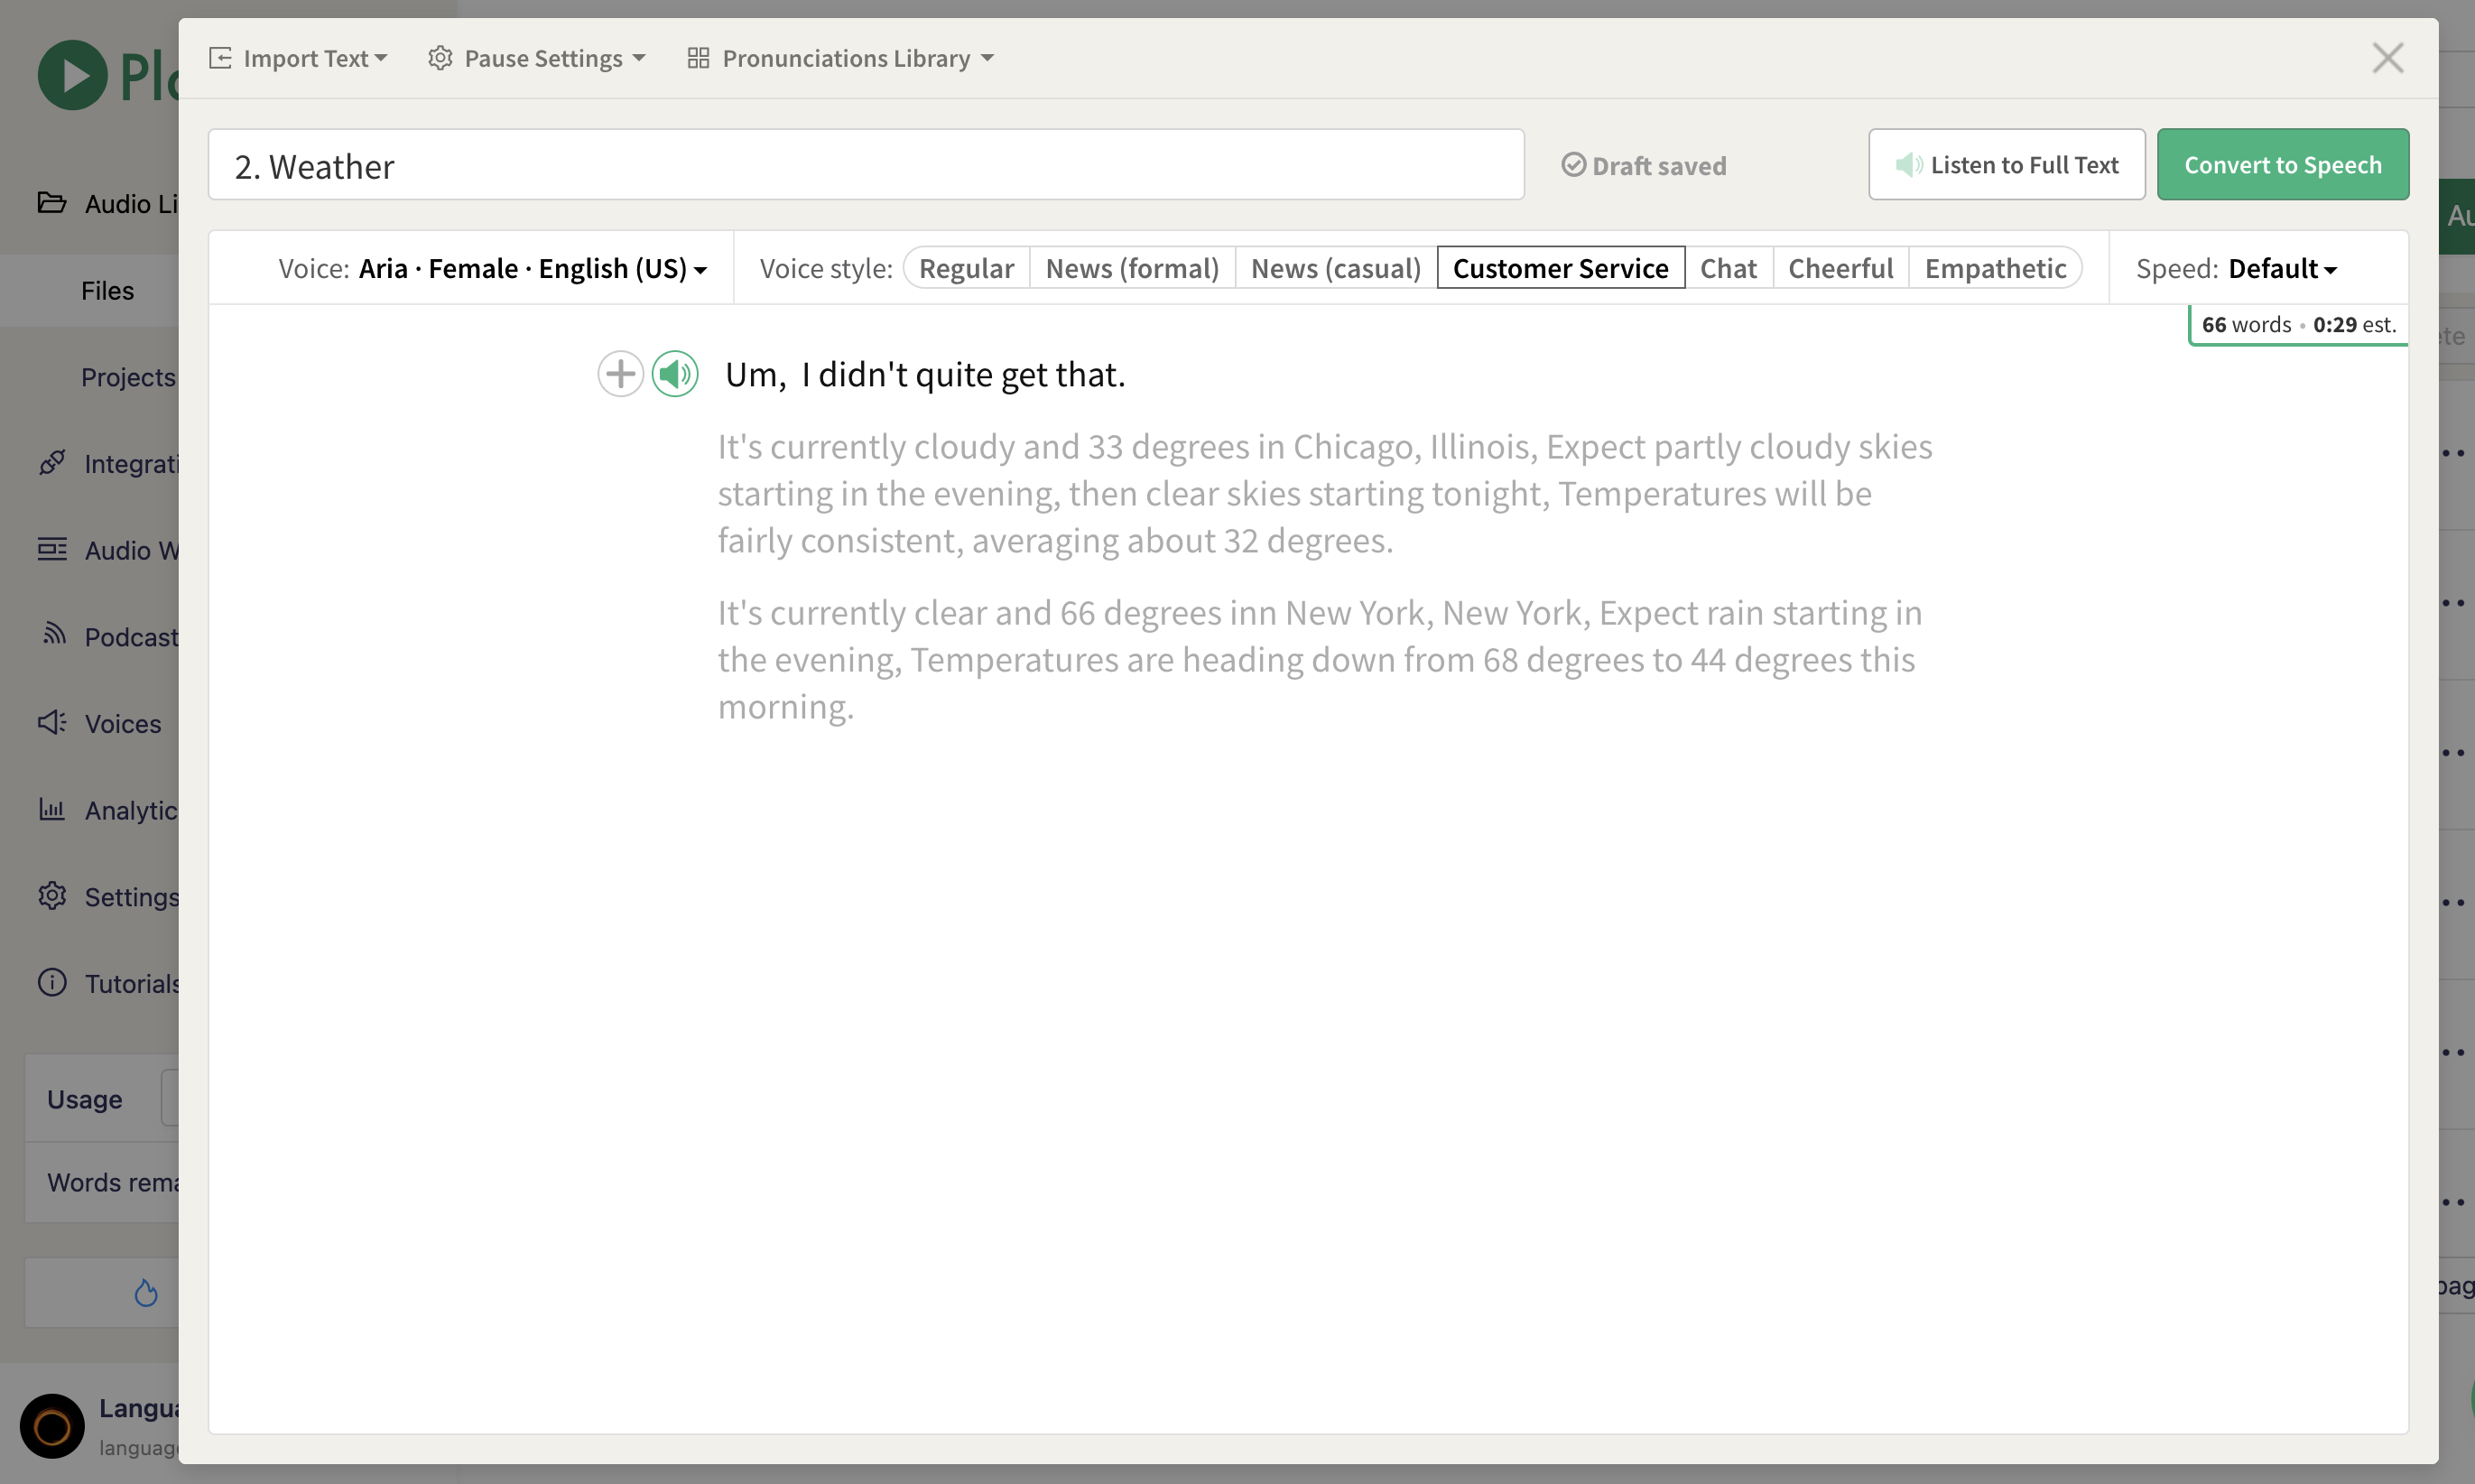 Import Text
Pause Settings
Pronunciations Library
2. Weather
Draft saved
Listen to Full Text
Convert to Speech
Voice: Aria · Female · English (US)
Voice style:
Regular
News (formal)
News (casual)
Customer Service
Chat
Cheerful
Empathetic
Speed: Default
66 words • 0:29 est.
Um,  I didn't quite get that.
It's currently cloudy and 33 degrees in Chicago, Illinois, Expect partly cloudy skies
starting in the evening, then clear skies starting tonight, Temperatures will be
fairly consistent, averaging about 32 degrees.
It's currently clear and 66 degrees inn New York, New York, Expect rain starting in
the evening, Temperatures are heading down from 68 degrees to 44 degrees this
morning.
Audio Li
Files
Projects
Integrati
Audio W
Podcast
Voices
Analytic
Settings
Tutorials
Usage
Words rema
Langua
language
Au
ete
pag